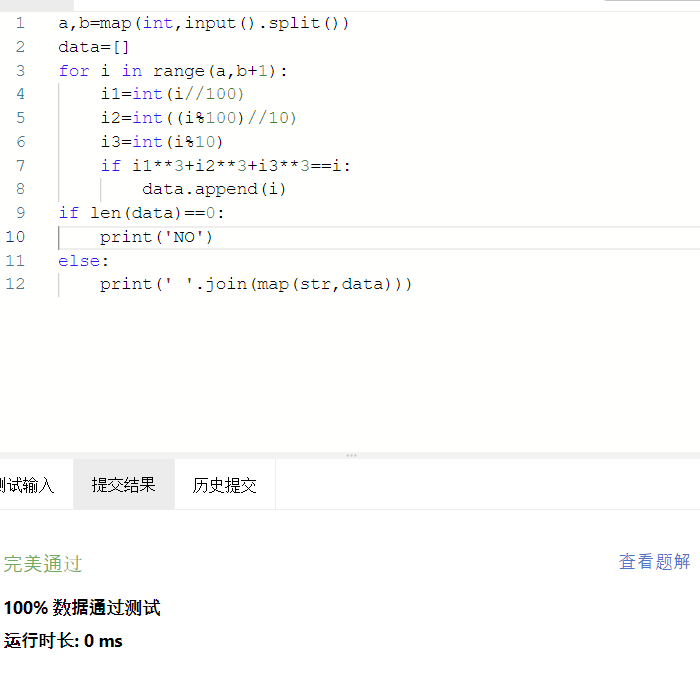 1 a,b=map(int,input().split())
2 data=[]
3 for i in range(a,b+1):
4 i1=int(i//100)
5 i2=int((i%100)//10)
6 i3=int(i%10)
7 if i1**3+i2**3+i3**3==i:
8 data.append(i)
9 if len(data)==0:
10 print('NO')
11 else:
12 print(' '.join(map(str,data)))
测试输入 提交结果 历史提交
完美通过 查看题解
100% 数据通过测试
运行时长: 0 ms